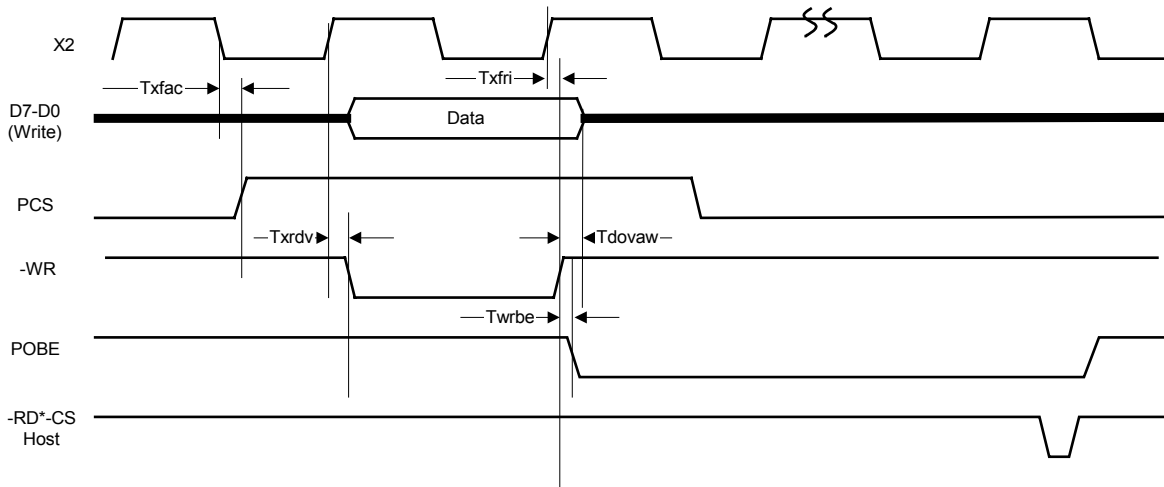 X2
Txfac
Txfri
D7-D0
(Write)
Data
PCS
Txrdv
Tdovaw
-WR
Twrbe
POBE
-RD*-CS
Host